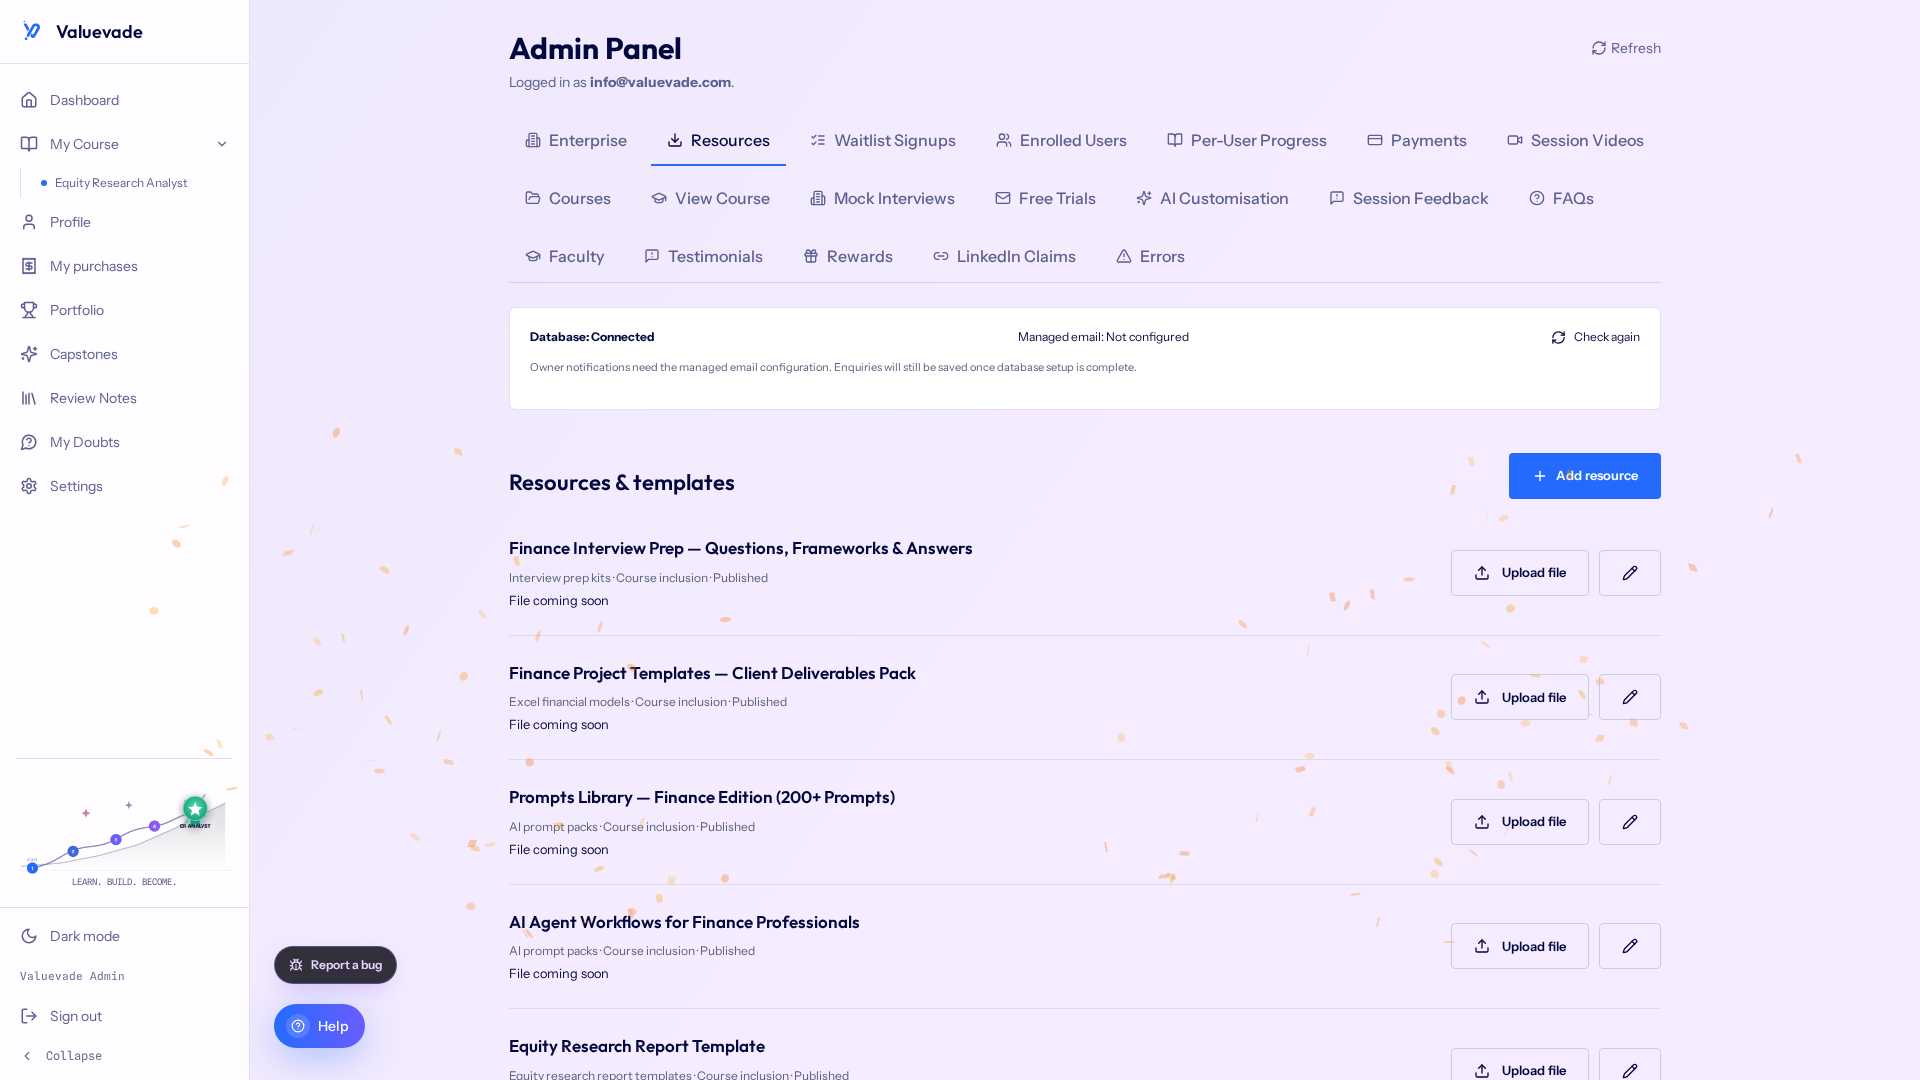 Valuevade
Dashboard
My Course
Equity Research Analyst
Profile
My purchases
Portfolio
Capstones
Review Notes
My Doubts
Settings
ER ANALYST
LEARN. BUILD. BECOME.
Dark mode
Valuevade Admin
Sign out
Collapse
Report a bug
Help
Admin Panel
Refresh
Logged in as info@valuevade.com.
Enterprise
Resources
Waitlist Signups
Enrolled Users
Per-User Progress
Payments
Session Videos
Courses
View Course
Mock Interviews
Free Trials
AI Customisation
Session Feedback
FAQs
Faculty
Testimonials
Rewards
LinkedIn Claims
Errors
Database: Connected
Managed email: Not configured
Check again
Owner notifications need the managed email configuration. Enquiries will still be saved once database setup is complete.
Resources & templates
Add resource
Finance Interview Prep — Questions, Frameworks & Answers
Interview prep kits · Course inclusion · Published
File coming soon
Upload file
Finance Project Templates — Client Deliverables Pack
Excel financial models · Course inclusion · Published
File coming soon
Upload file
Prompts Library — Finance Edition (200+ Prompts)
AI prompt packs · Course inclusion · Published
File coming soon
Upload file
AI Agent Workflows for Finance Professionals
AI prompt packs · Course inclusion · Published
File coming soon
Upload file
Equity Research Report Template
Equity research report templates · Course inclusion · Published
Upload file